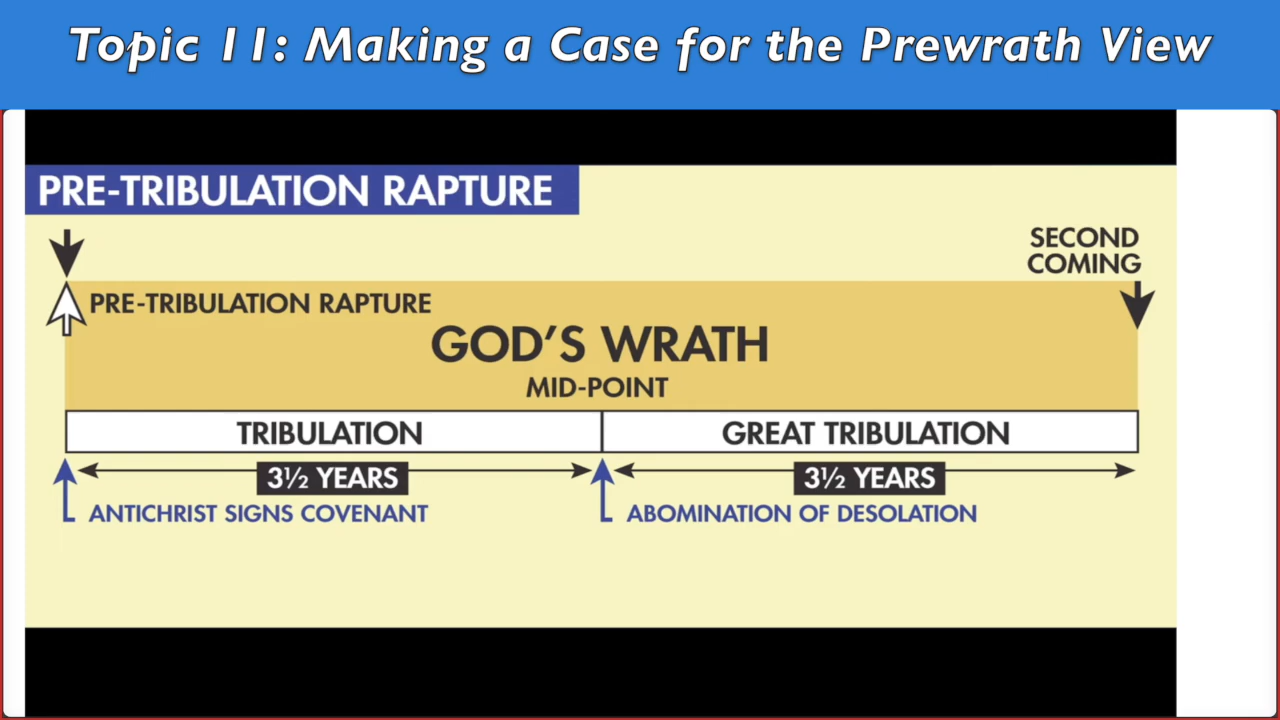 Topic 11: Making a Case for the Prewrath View
PRE-TRIBULATION RAPTURE
SECOND
COMING
PRE-TRIBULATION RAPTURE
GOD'S WRATH
MID-POINT
TRIBULATION
GREAT TRIBULATION
3½ YEARS
3½ YEARS
ANTICHRIST SIGNS COVENANT
ABOMINATION OF DESOLATION